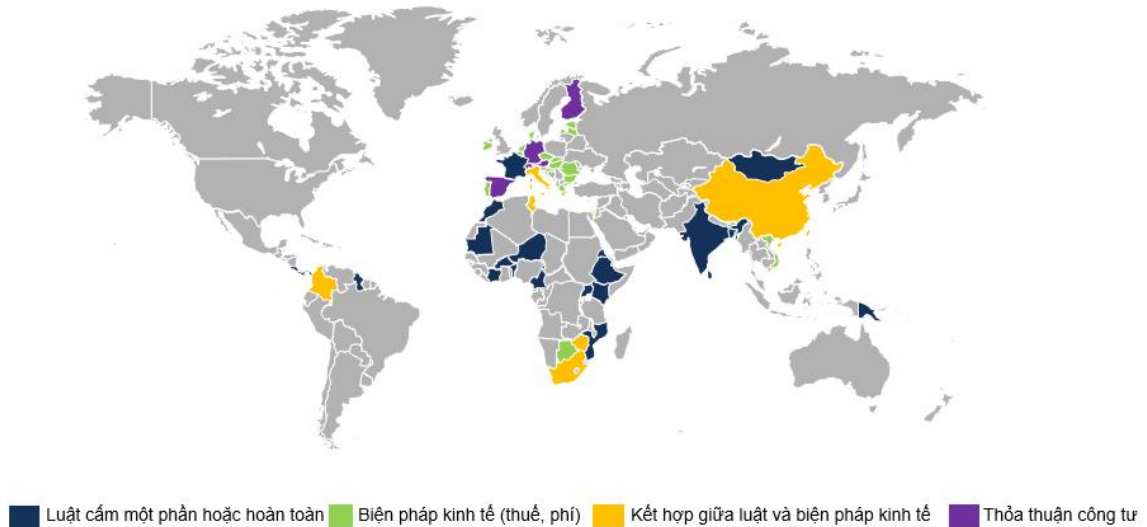 Luật cấm một phần hoặc hoàn toàn Biện pháp kinh tế (thuế, phí) Kết hợp giữa luật và biện pháp kinh tế Thỏa thuận công tư